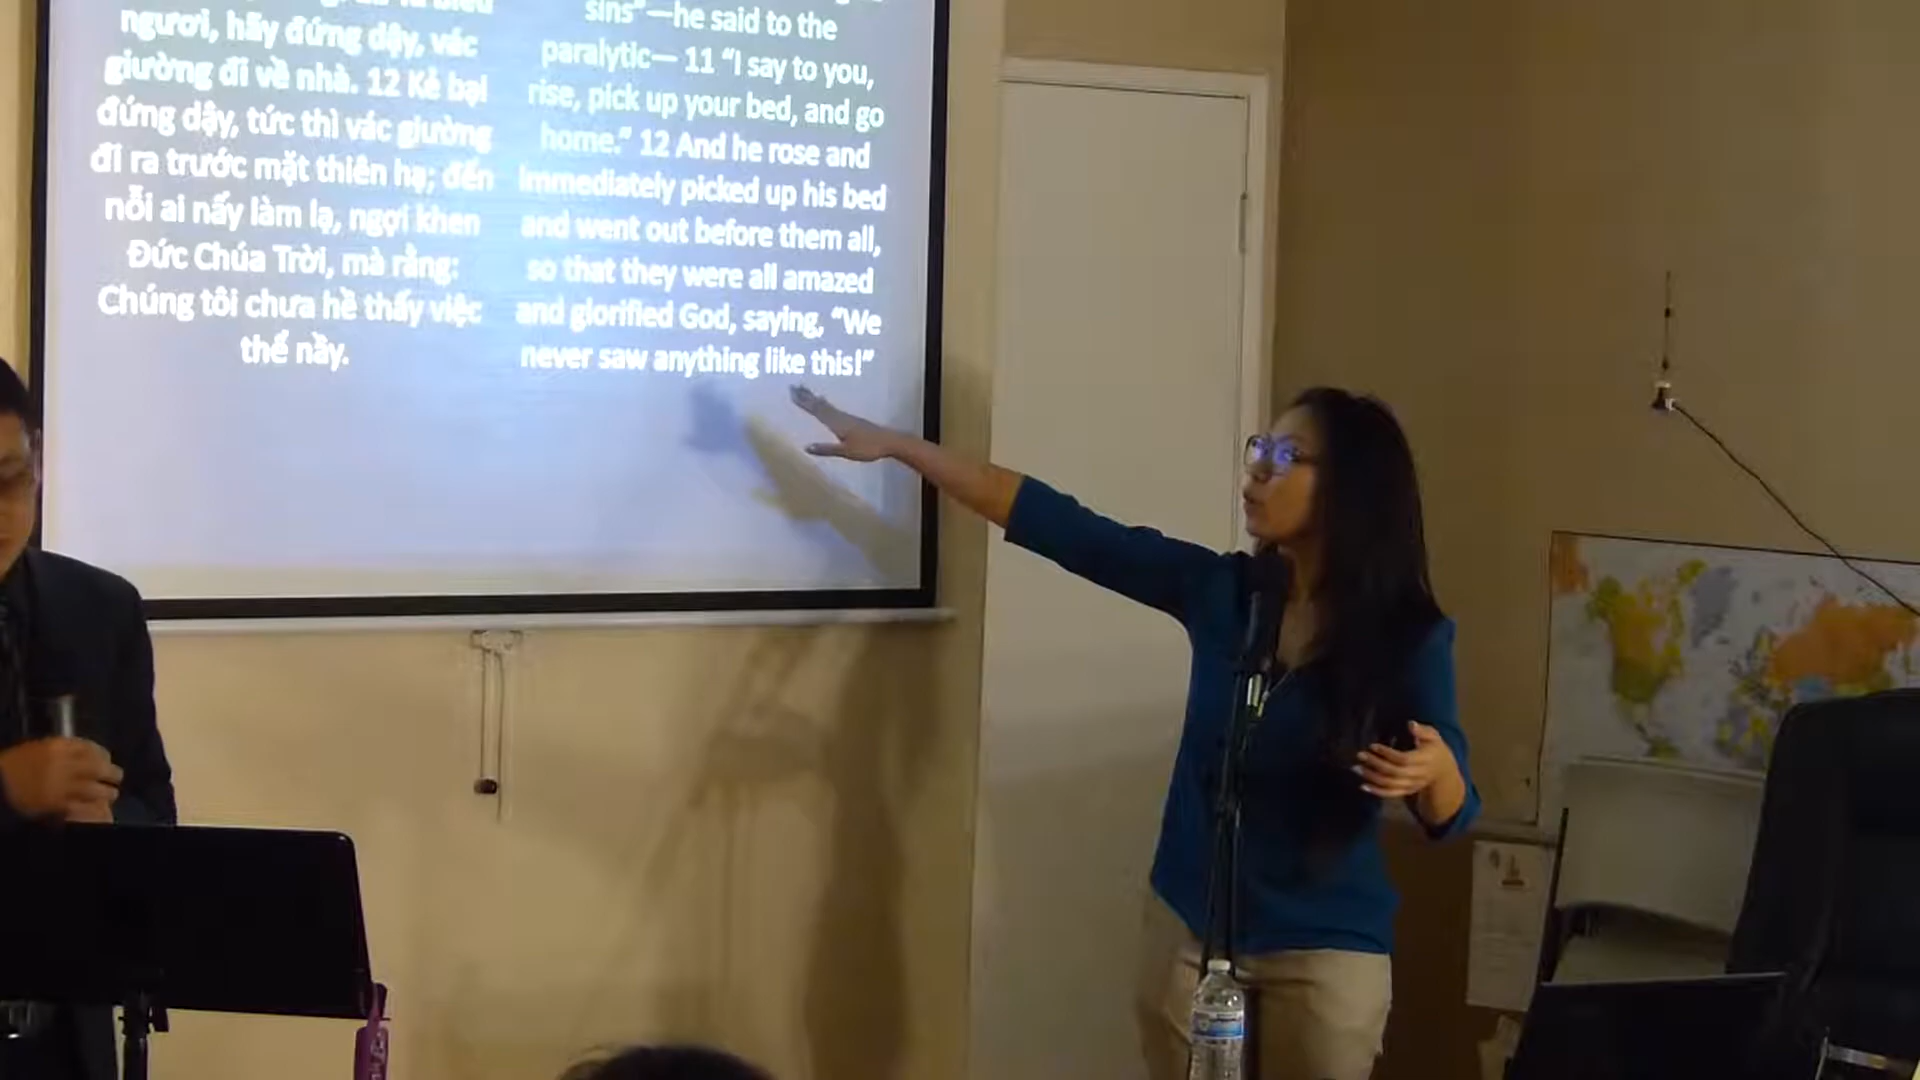 ngươi, hãy đứng dậy, vác
giường đi về nhà. 12 Kẻ bại
đứng dậy, tức thì vác giường
đi ra trước mặt thiên hạ; đến
nỗi ai nấy làm lạ, ngợi khen
Đức Chúa Trời, mà rằng:
Chúng tôi chưa hề thấy việc
thể nầy.
sins”—he said to the
paralytic— 11 “I say to you,
rise, pick up your bed, and go
home.” 12 And he rose and
immediately picked up his bed
and went out before them all,
so that they were all amazed
and glorified God, saying, “We
never saw anything like this!”